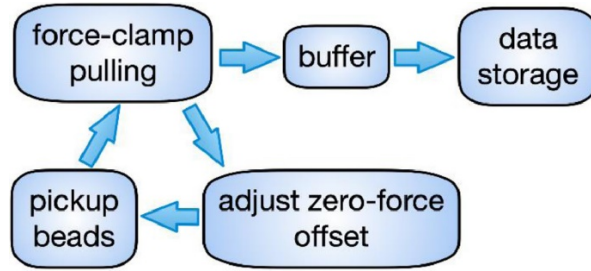 force-clamp
pulling
buffer
data
storage
pickup
beads
adjust zero-force
offset